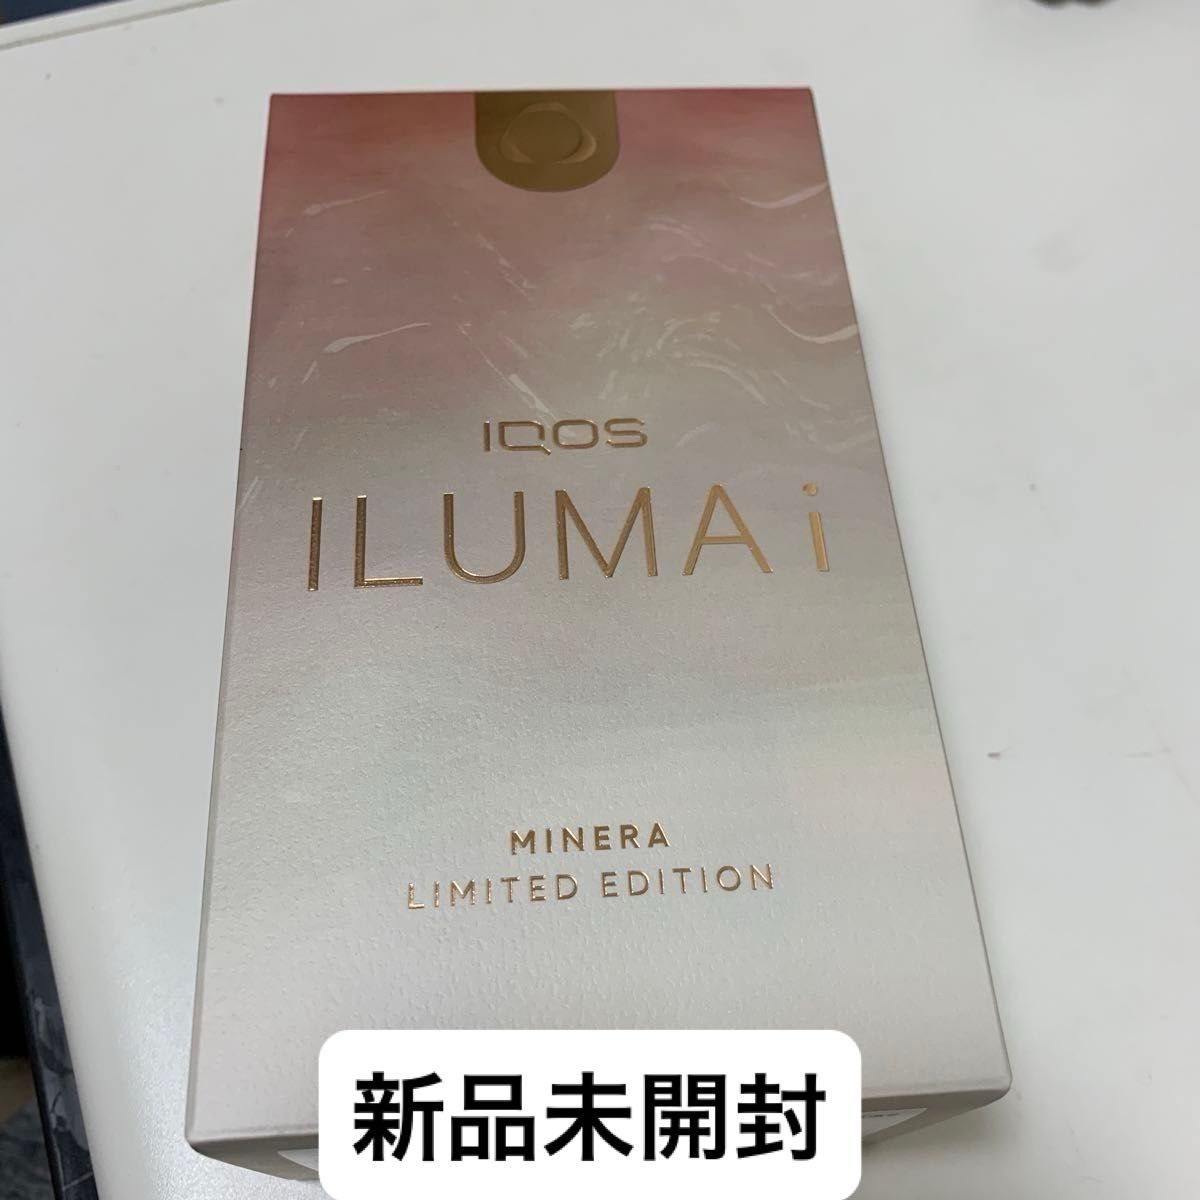 IQOS
ILUMA i
MINERA
LIMITED EDITION
新品未開封